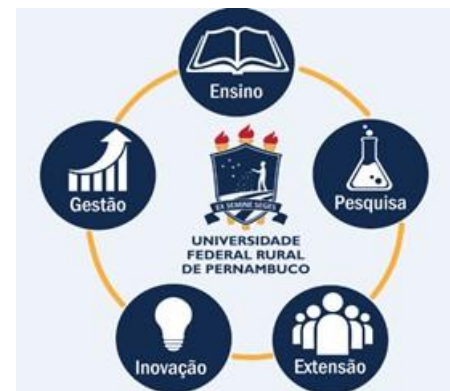 Ensino
Gestão
Pesquisa
EX SEMINE SEGES
UNIVERSIDADE
FEDERAL RURAL
DE PERNAMBUCO
Inovação
Extensão